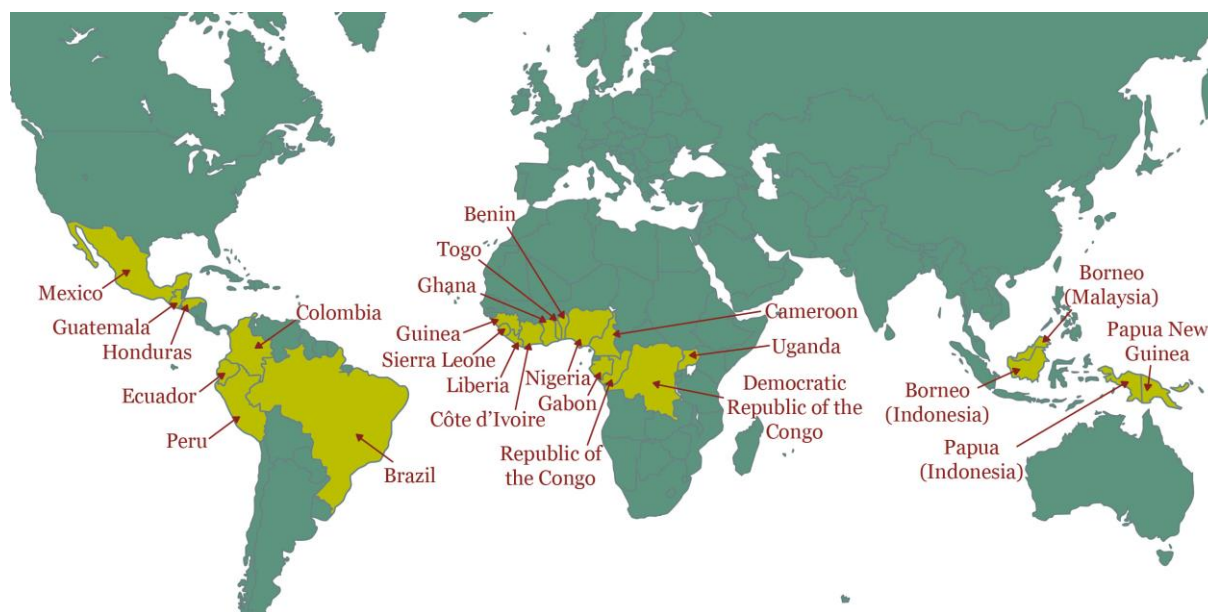 Mexico
Guatemala
Honduras
Colombia
Ecuador
Peru
Brazil
Benin
Togo
Ghana
Guinea
Sierra Leone
Liberia
Côte d’Ivoire
Nigeria
Gabon
Republic of
the Congo
Cameroon
Uganda
Democratic
Republic of the
Congo
Borneo
(Malaysia)
Papua New
Guinea
Borneo
(Indonesia)
Papua
(Indonesia)